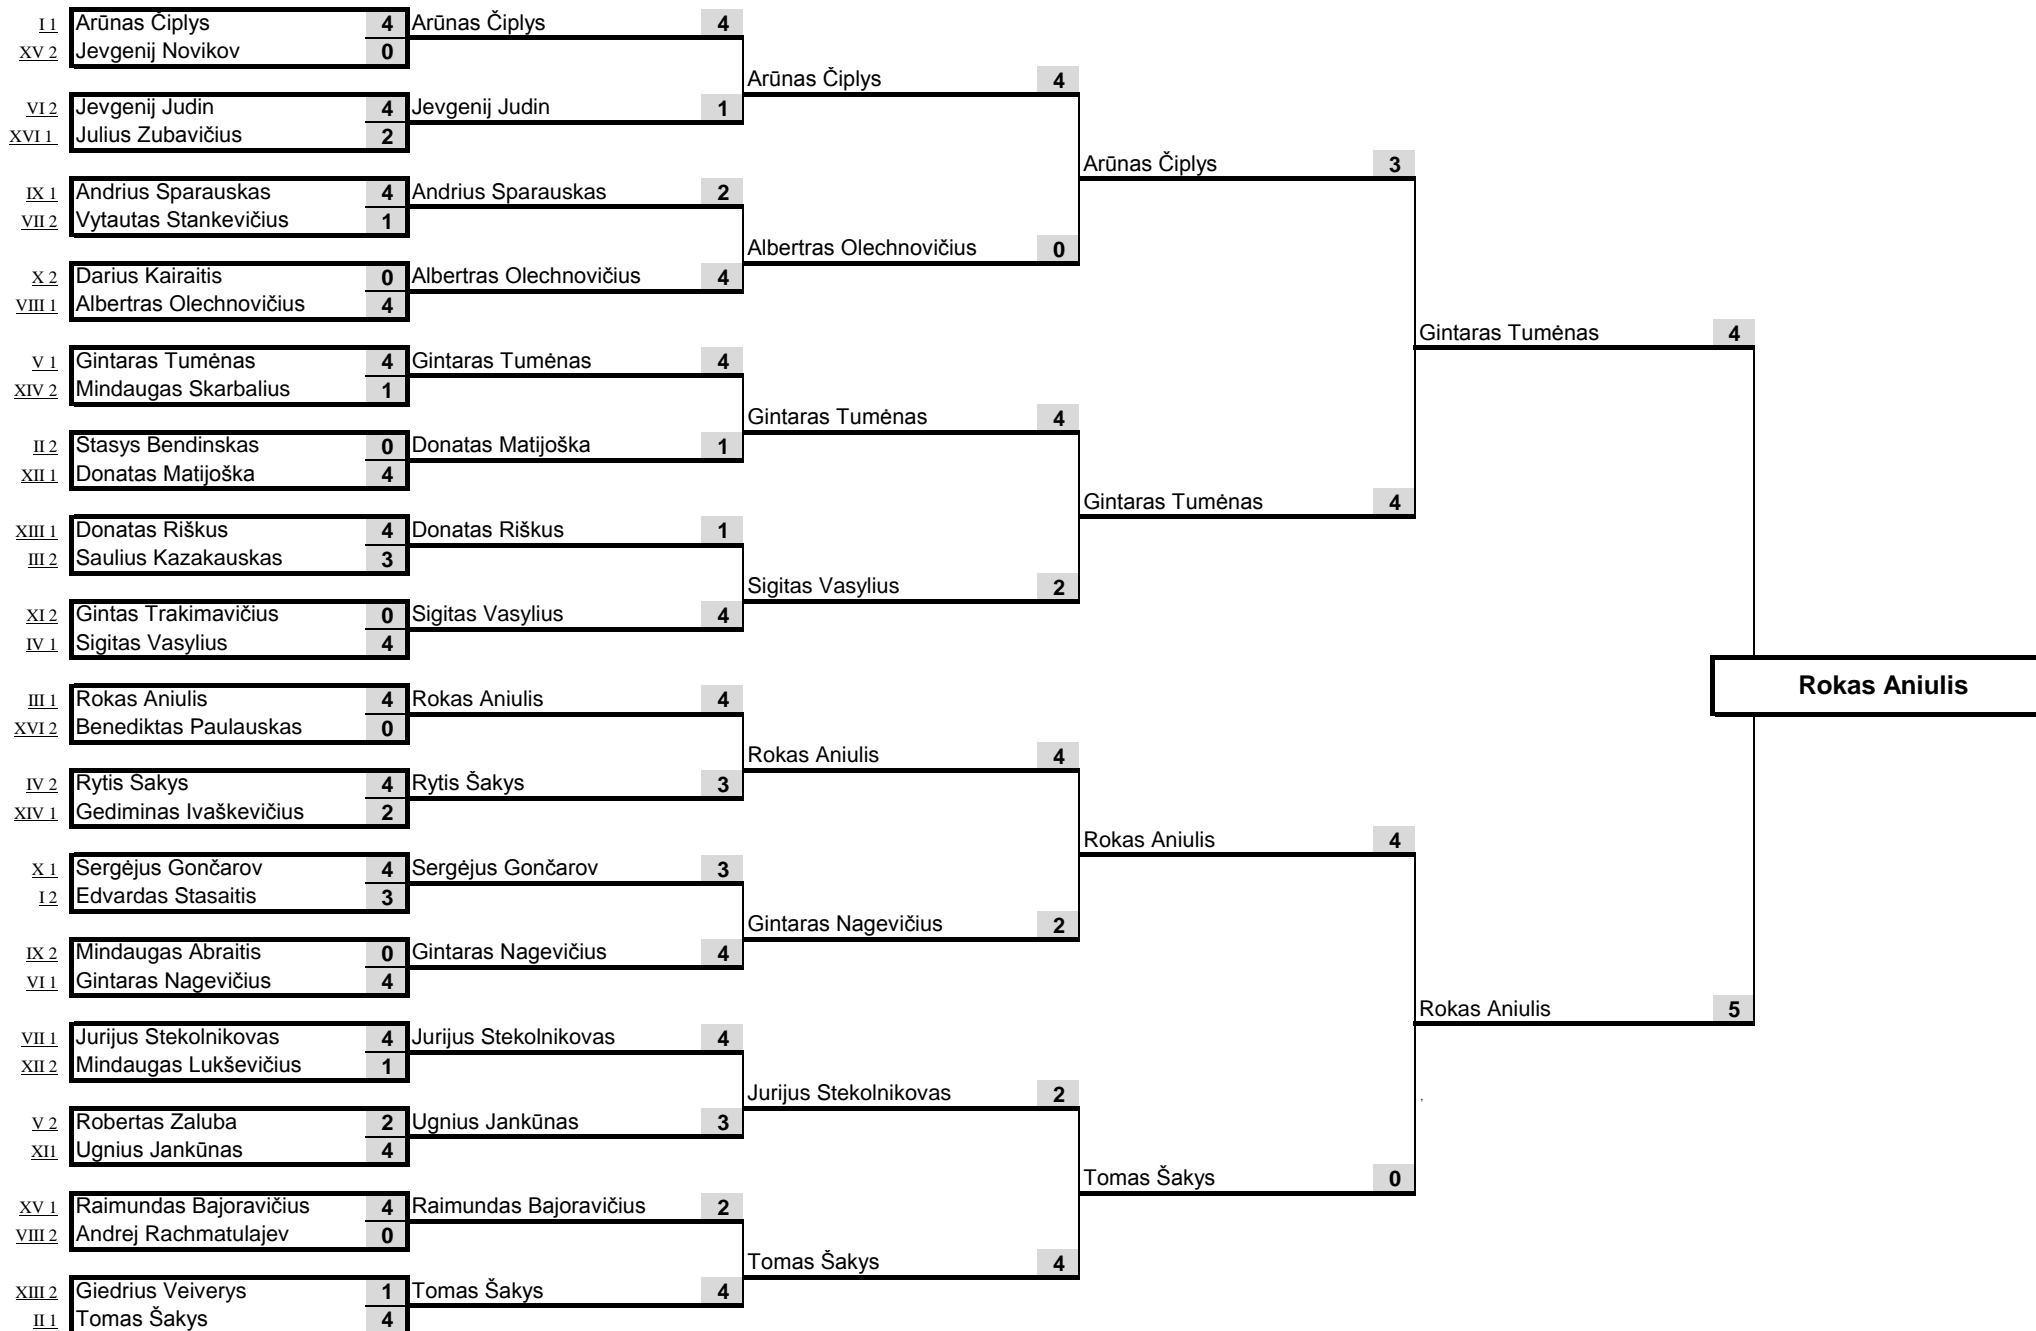 I 1 Arūnas Čiplys 4 Arūnas Čiplys 4
XV 2 Jevgenij Novikov 0
Arūnas Čiplys 4
VI 2 Jevgenij Judin 4 Jevgenij Judin 1
XVI 1 Julius Zubavičius 2
Arūnas Čiplys 3
IX 1 Andrius Sparauskas 4 Andrius Sparauskas 2
VII 2 Vytautas Stankevičius 1
Albertras Olechnovičius 0
X 2 Darius Kairaitis 0 Albertras Olechnovičius 4
VIII 1 Albertras Olechnovičius 4
Gintaras Tumėnas 4
V 1 Gintaras Tumėnas 4 Gintaras Tumėnas 4
XIV 2 Mindaugas Skarbalius 1
Gintaras Tumėnas 4
II 2 Stasys Bendinskas 0 Donatas Matijoška 1
XII 1 Donatas Matijoška 4
Gintaras Tumėnas 4
XIII 1 Donatas Riškus 4 Donatas Riškus 1
III 2 Saulius Kazakauskas 3
Sigitas Vasylius 2
XI 2 Gintas Trakimavičius 0 Sigitas Vasylius 4
IV 1 Sigitas Vasylius 4
Rokas Aniulis
III 1 Rokas Aniulis 4 Rokas Aniulis 4
XVI 2 Benediktas Paulauskas 0
Rokas Aniulis 4
IV 2 Rytis Šakys 4 Rytis Šakys 3
XIV 1 Gediminas Ivaškevičius 2
Rokas Aniulis 4
X 1 Sergėjus Gončarov 4 Sergėjus Gončarov 3
I 2 Edvardas Stasaitis 3
Gintaras Nagevičius 2
IX 2 Mindaugas Abraitis 0 Gintaras Nagevičius 4
VI 1 Gintaras Nagevičius 4
Rokas Aniulis 5
VII 1 Jurijus Stekolnikovas 4 Jurijus Stekolnikovas 4
XII 2 Mindaugas Lukševičius 1
Jurijus Stekolnikovas 2
V 2 Robertas Zaluba 2 Ugnius Jankūnas 3
XI1 Ugnius Jankūnas 4
Tomas Šakys 0
XV 1 Raimundas Bajoravičius 4 Raimundas Bajoravičius 2
VIII 2 Andrej Rachmatulajev 0
Tomas Šakys 4
XIII 2 Giedrius Veiverys 1 Tomas Šakys 4
II 1 Tomas Šakys 4